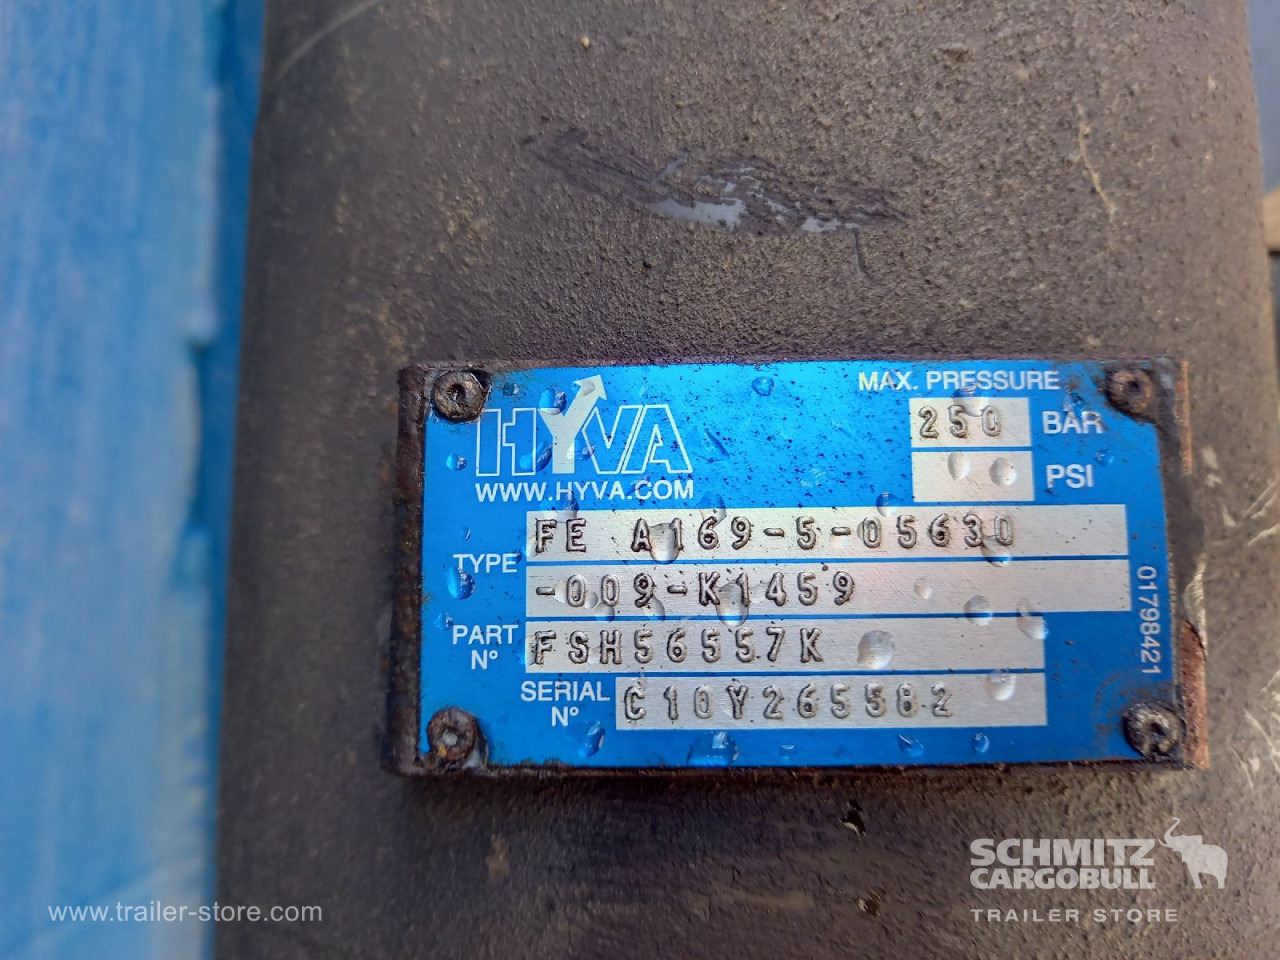 HYVA
WWW.HYVA.COM
MAX. PRESSURE
250 BAR
PSI
TYPE FE A169-5-05630
-009-K1459
PART N° FSH56557K
SERIAL N° C10Y265582
01798421
www.trailer-store.com
SCHMITZ
CARGOBULL
TRAILER STORE